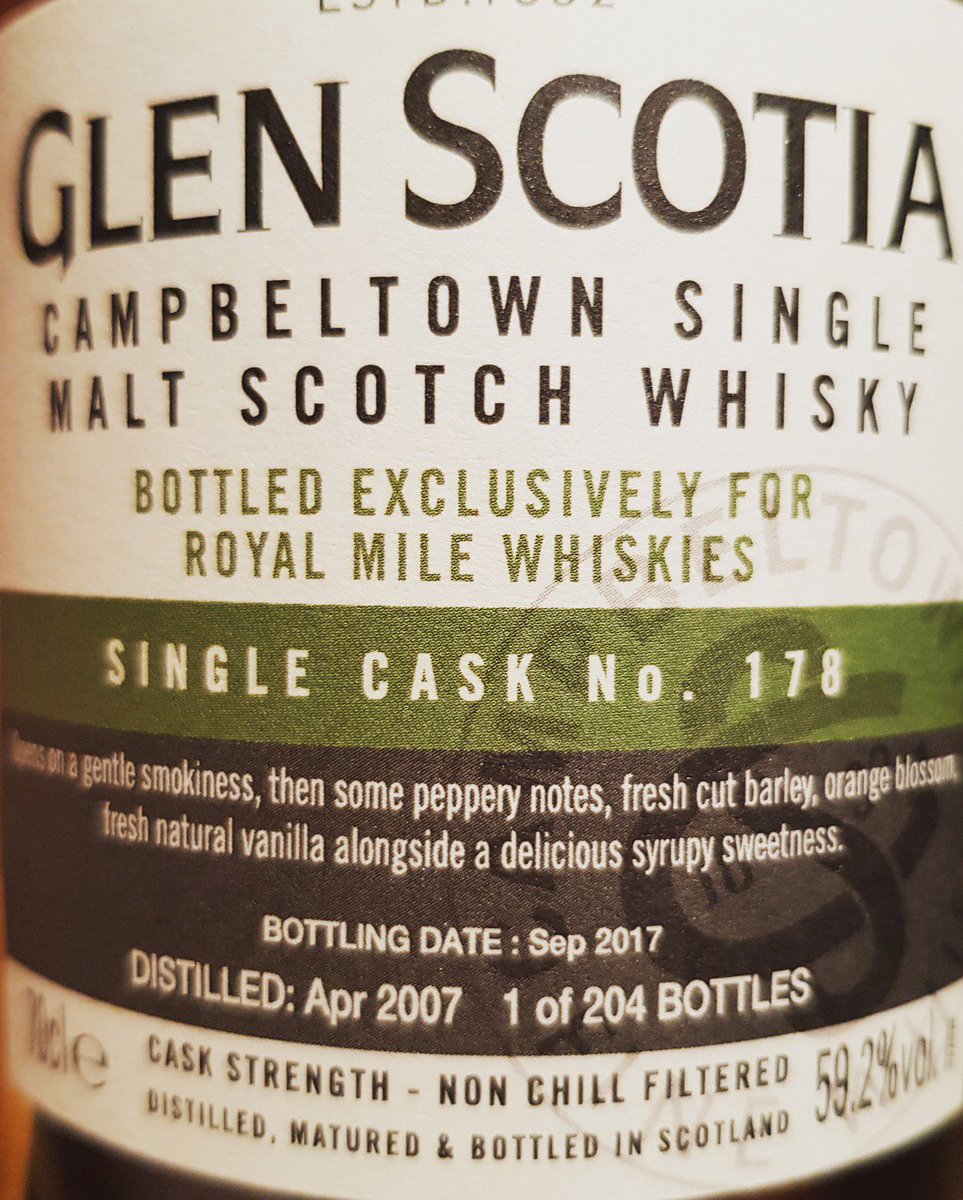 GLEN SCOTIA
CAMPBELTOWN SINGLE
MALT SCOTCH WHISKY
BOTTLED EXCLUSIVELY FOR
ROYAL MILE WHISKIES
SINGLE CASK No. 178
on a gentle smokiness, then some peppery notes, fresh cut barley, orange blossom,
fresh natural vanilla alongside a delicious syrupy sweetness.
BOTTLING DATE : Sep 2017
DISTILLED: Apr 2007 1 of 204 BOTTLES
70cl e
CASK STRENGTH - NON CHILL FILTERED
59.2%vol
DISTILLED, MATURED & BOTTLED IN SCOTLAND